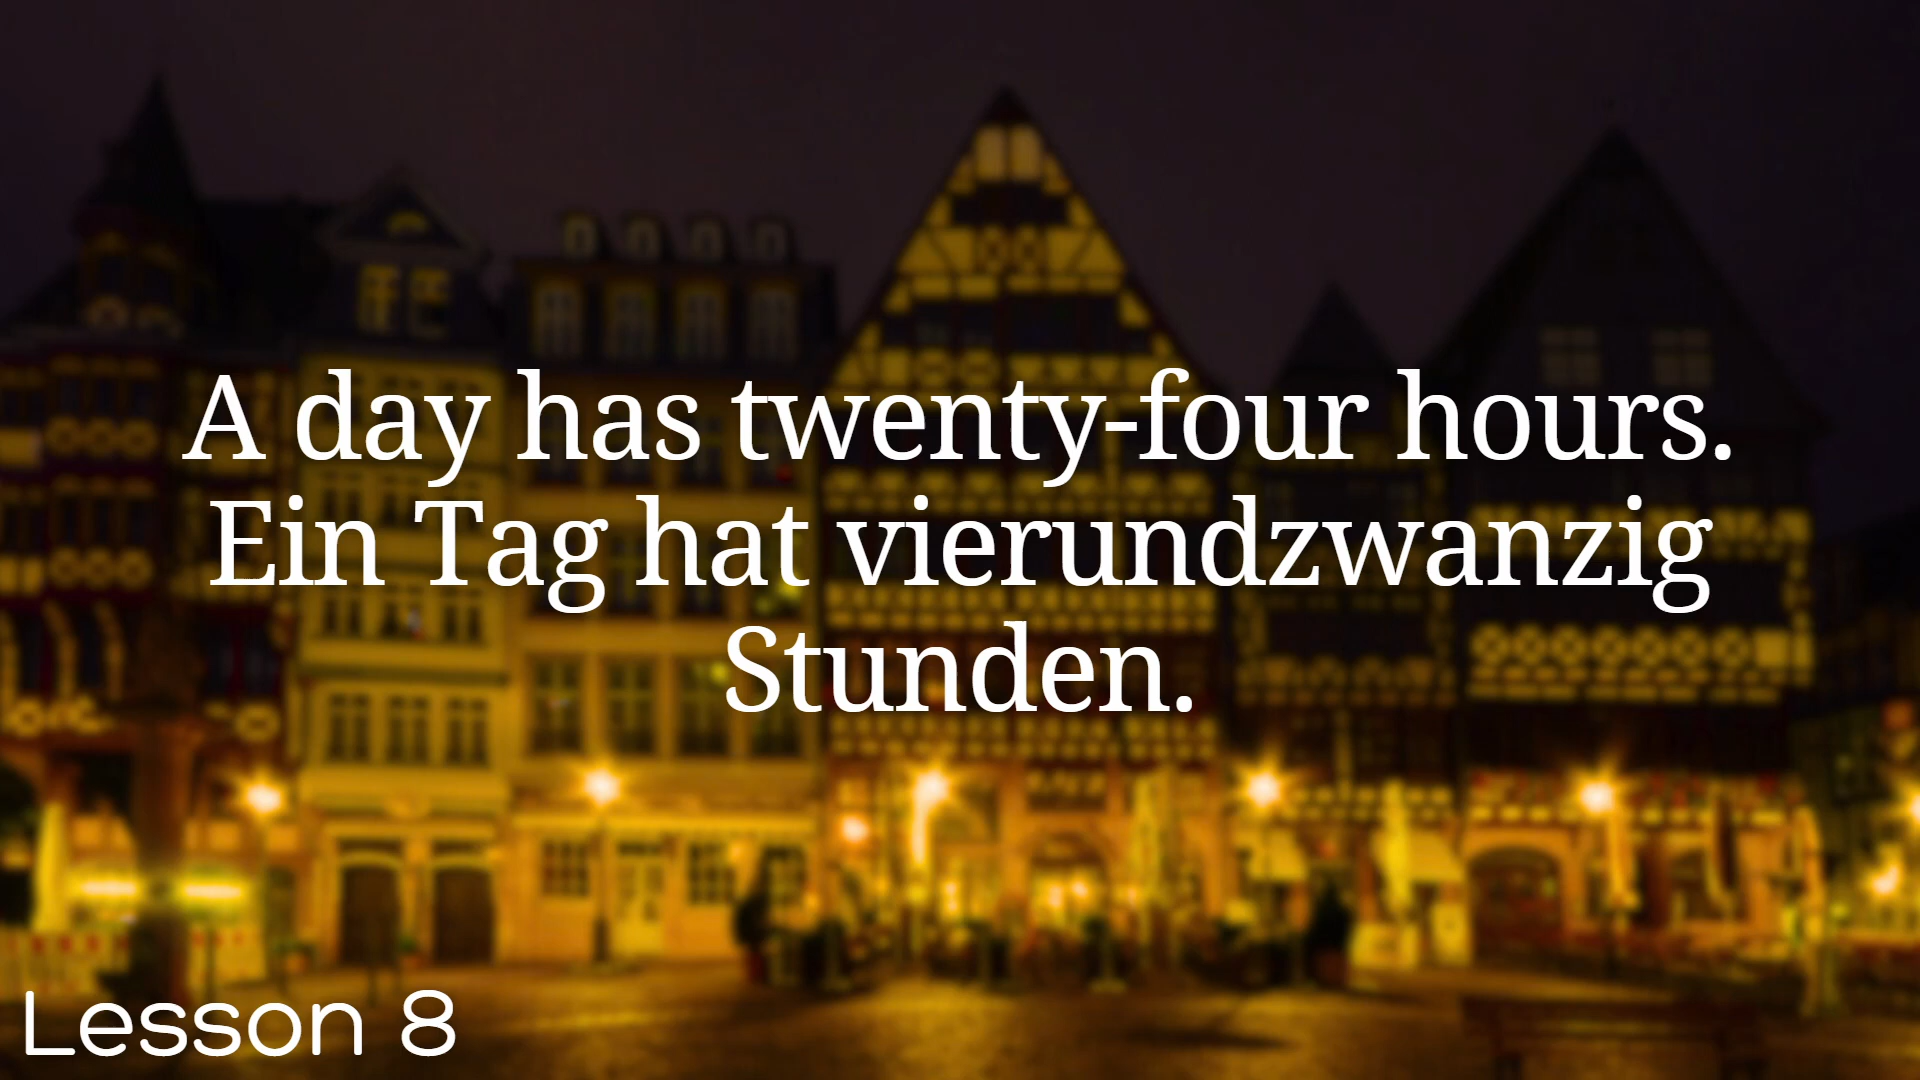 A day has twenty-four hours.
Ein Tag hat vierundzwanzig
Stunden.
Lesson 8